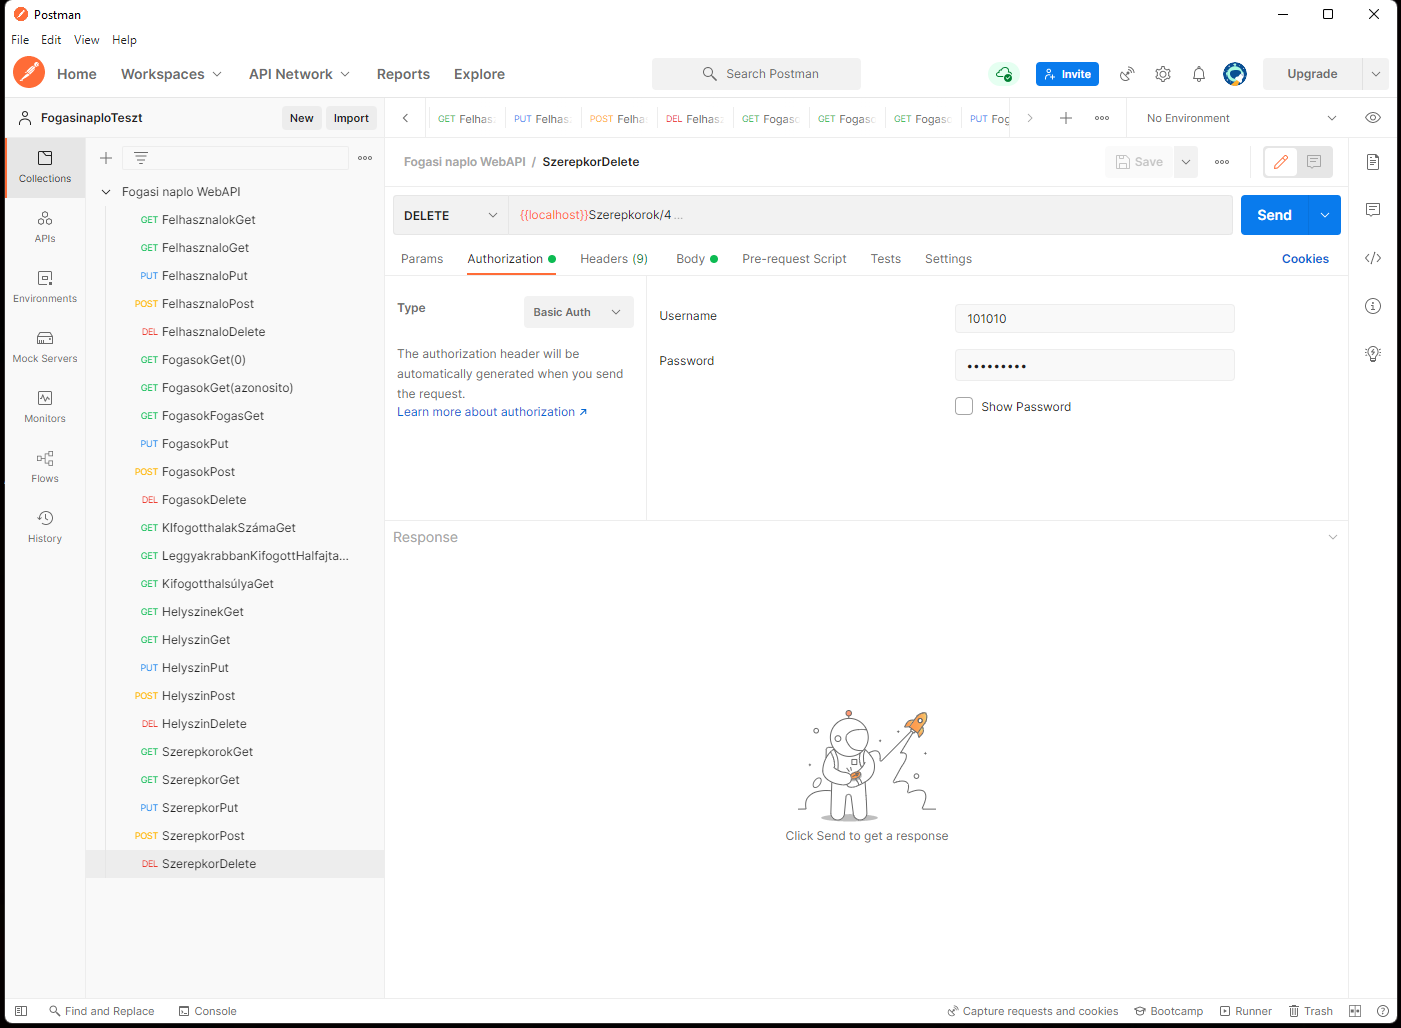 Postman
File Edit View Help
Home Workspaces API Network Reports Explore Search Postman Invite Upgrade
FogasinaploTeszt New Import GET Felhas: PUT Felhas: POST Felha: DEL Felhas: GET Fogaso GET Fogaso GET Fogaso PUT Fog No Environment
Collections
APIs
Environments
Mock Servers
Monitors
Flows
History
Fogasi naplo WebAPI
GET FelhasznalokGet
GET FelhasznaloGet
PUT FelhasznaloPut
POST FelhasznaloPost
DEL FelhasznaloDelete
GET FogasokGet(0)
GET FogasokGet(azonosito)
GET FogasokFogasGet
PUT FogasokPut
POST FogasokPost
DEL FogasokDelete
GET KIfogotthalakSzámaGet
GET LeggyakrabbanKifogottHalfajta...
GET KifogotthalsúlyaGet
GET HelyszinekGet
GET HelyszinGet
PUT HelyszinPut
POST HelyszinPost
DEL HelyszinDelete
GET SzerepkorokGet
GET SzerepkorGet
PUT SzerepkorPut
POST SzerepkorPost
DEL SzerepkorDelete
Fogasi naplo WebAPI / SzerepkorDelete Save
DELETE {{localhost}}Szerepkorok/4 ... Send
Params Authorization Headers (9) Body Pre-request Script Tests Settings Cookies
Type Basic Auth
The authorization header will be
automatically generated when you send
the request.
Learn more about authorization ↗
Username 101010
Password •••••••••
Show Password
Response
Click Send to get a response
Find and Replace Console Capture requests and cookies Bootcamp Runner Trash